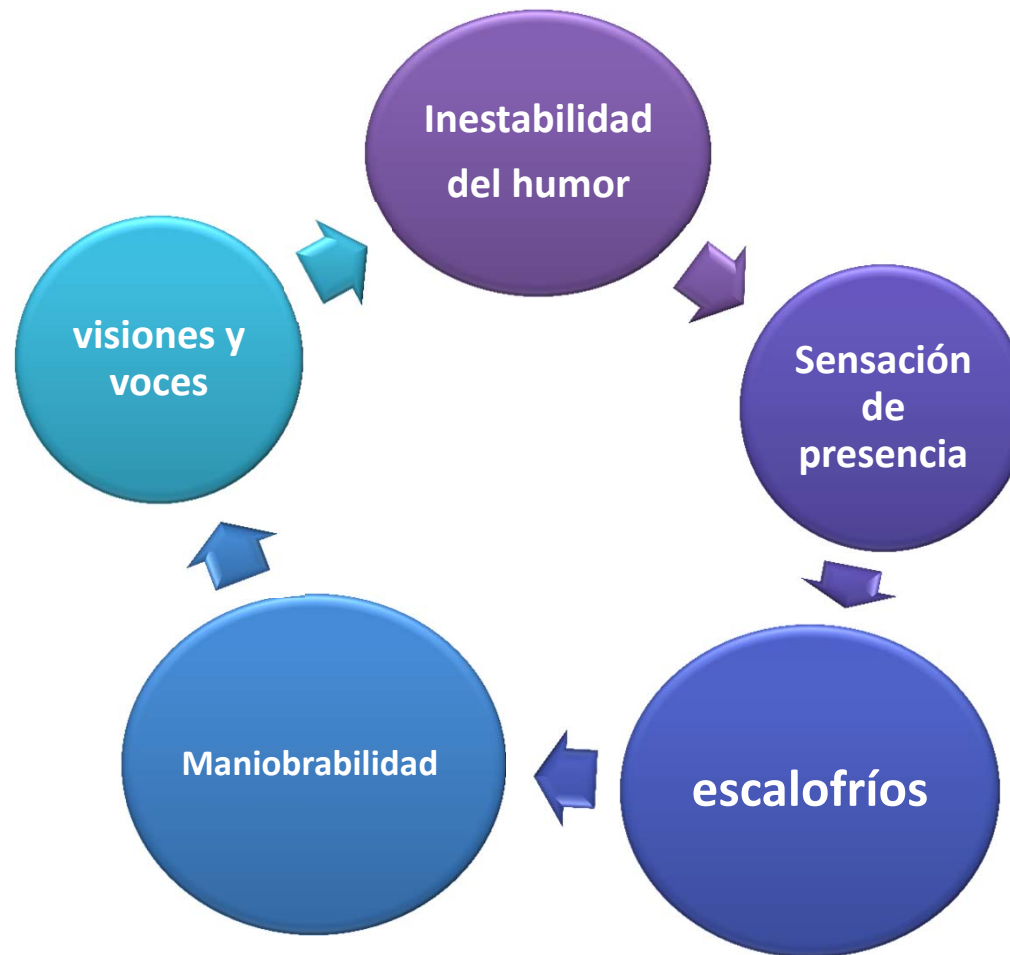 Inestabilidad
del humor
Sensación
de
presencia
escalofríos
Maniobrabilidad
visiones y
voces